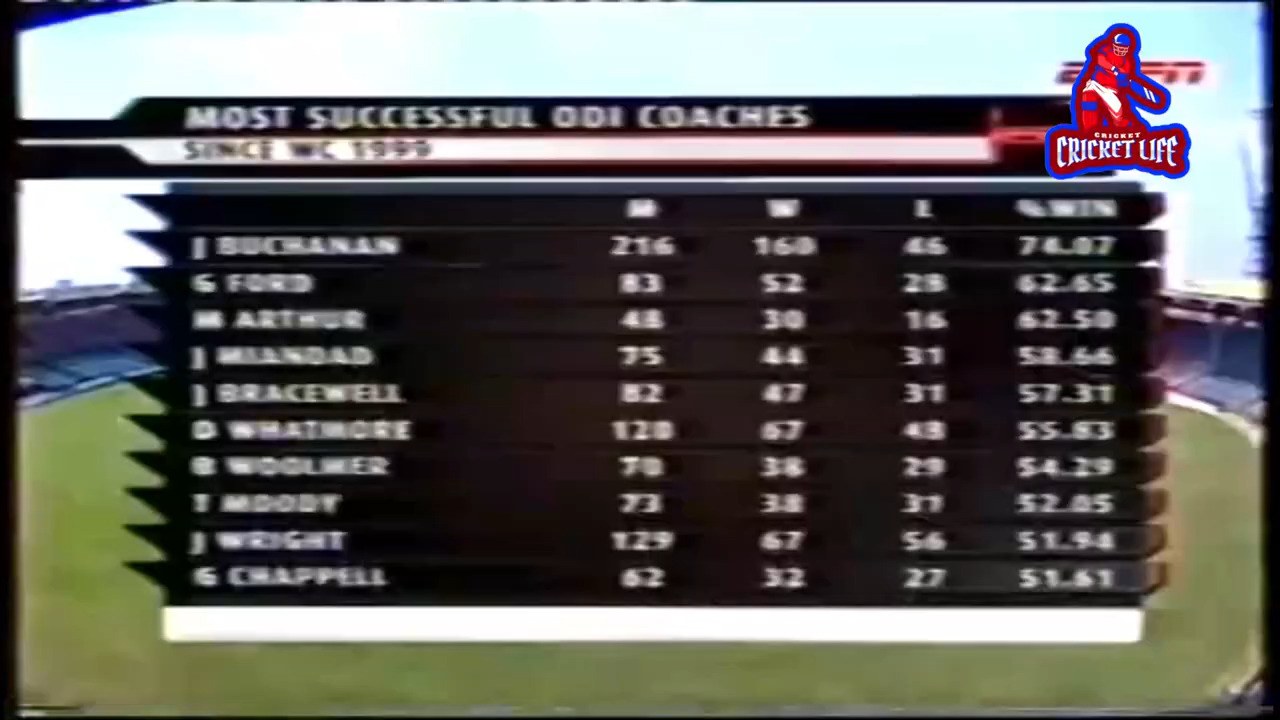 MOST SUCCESSFUL ODI COACHES
SINCE WC 1999
M W L %WIN
J BUCHANAN 216 160 46 74.07
G FORD 83 52 28 62.65
M ARTHUR 48 30 16 62.50
J MIANDAD 75 44 31 58.66
J BRACEWELL 82 47 31 57.31
D WHATMORE 120 67 48 55.83
B WOOLMER 70 38 29 54.29
T MOODY 73 38 31 52.05
J WRIGHT 129 67 56 51.94
G CHAPPELL 62 32 27 51.61
ESPN
CRICKET
CRICKET LIFE